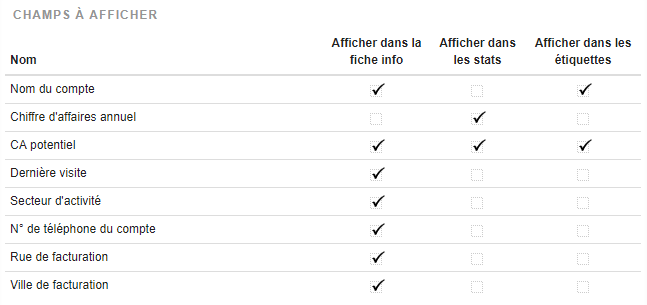 CHAMPS À AFFICHER
Afficher dans la Afficher dans Afficher dans les
Nom fiche info les stats étiquettes
Nom du compte
Chiffre d'affaires annuel
CA potentiel
Dernière visite
Secteur d'activité
N° de téléphone du compte
Rue de facturation
Ville de facturation